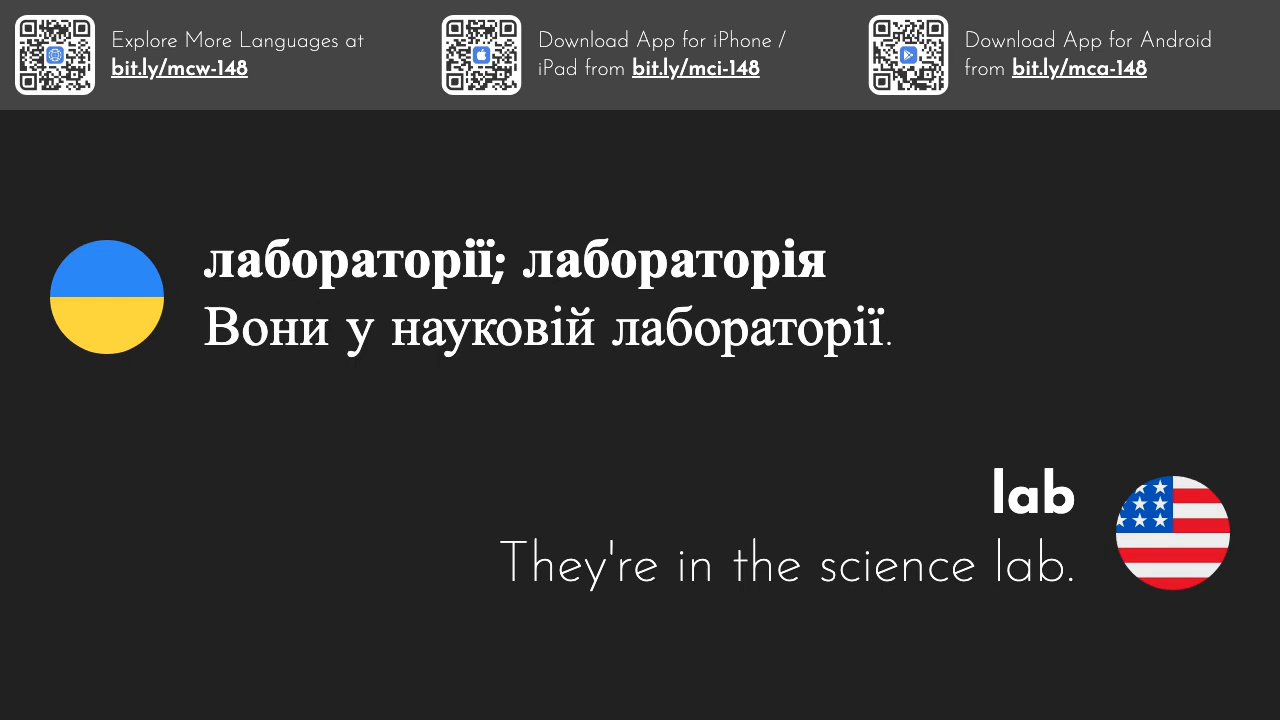 Explore More Languages at
bit.ly/mcw-148
Download App for iPhone /
iPad from bit.ly/mci-148
Download App for Android
from bit.ly/mca-148
лабораторії; лабораторія
Вони у науковій лабораторії.
lab
They're in the science lab.